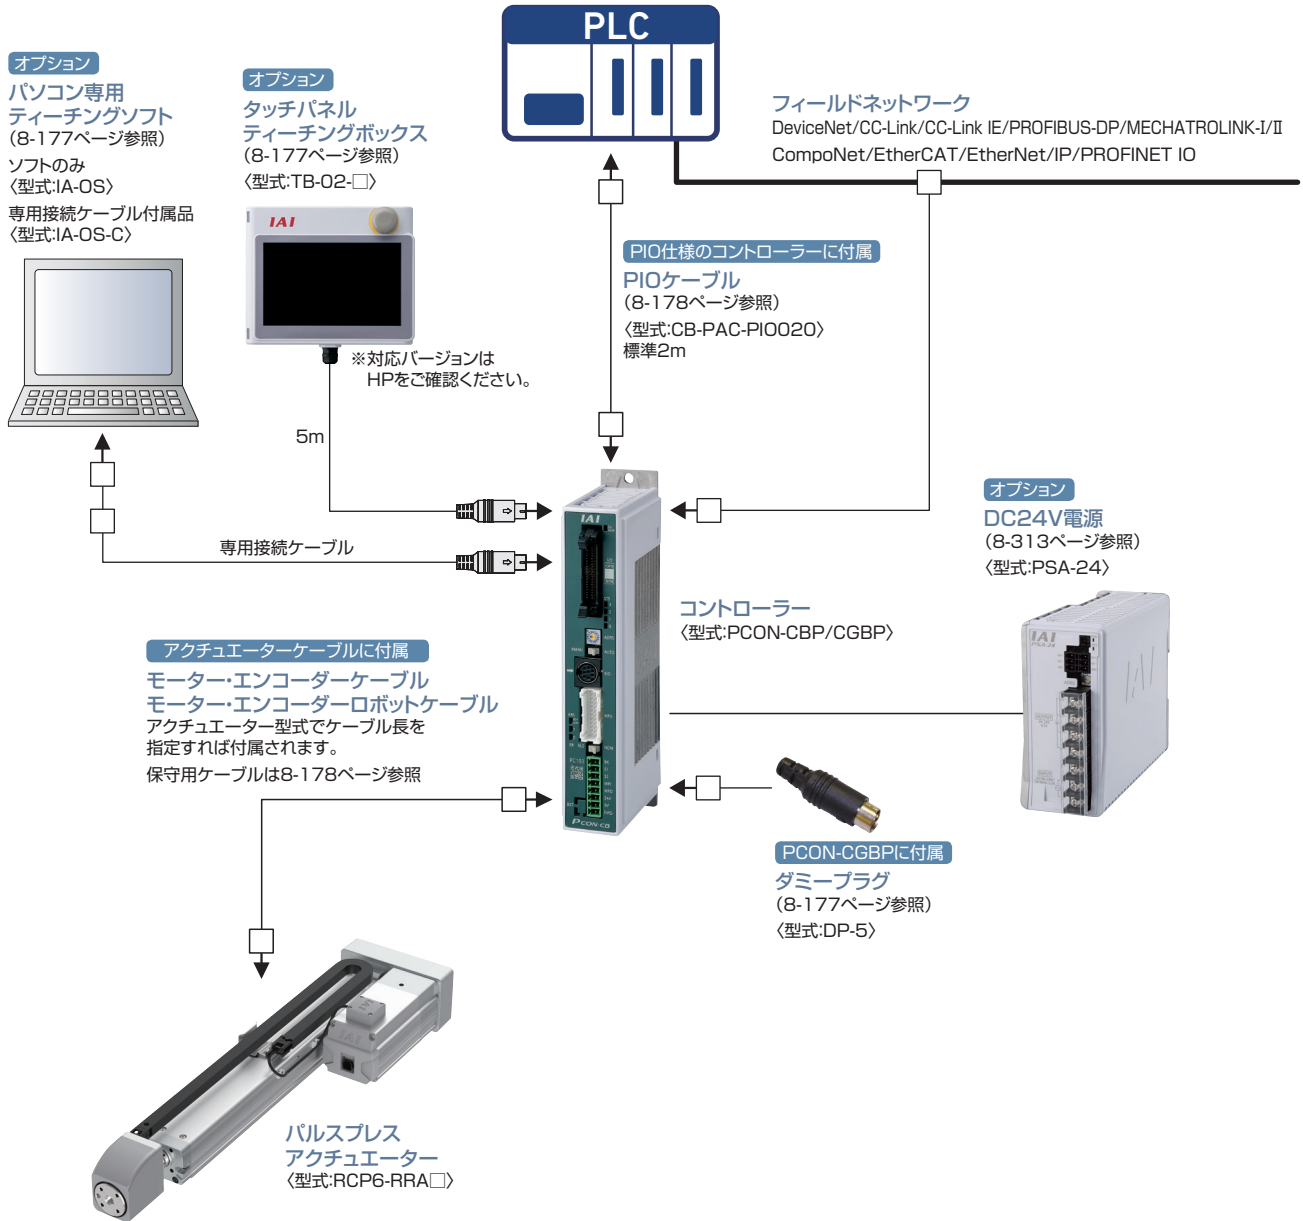 PLC
オプション
パソコン専用
ティーチングソフト
(8-177ページ参照)
ソフトのみ
〈型式:IA-OS〉
専用接続ケーブル付属品
〈型式:IA-OS-C〉
オプション
タッチパネル
ティーチングボックス
(8-177ページ参照)
〈型式:TB-02-□〉
IAI
※対応バージョンは
HPをご確認ください。
5m
専用接続ケーブル
フィールドネットワーク
DeviceNet/CC-Link/CC-Link IE/PROFIBUS-DP/MECHATROLINK-I/II
CompoNet/EtherCAT/EtherNet/IP/PROFINET IO
PIO仕様のコントローラーに付属
PIOケーブル
(8-178ページ参照)
〈型式:CB-PAC-PIO020〉
標準2m
IAI
PCON-CB
コントローラー
〈型式:PCON-CBP/CGBP〉
オプション
DC24V電源
(8-313ページ参照)
〈型式:PSA-24〉
IAI
PSA-24
アクチュエーターケーブルに付属
モーター・エンコーダーケーブル
モーター・エンコーダーロボットケーブル
アクチュエーター型式でケーブル長を
指定すれば付属されます。
保守用ケーブルは8-178ページ参照
PCON-CGBPに付属
ダミープラグ
(8-177ページ参照)
〈型式:DP-5〉
IAI
パルスプレス
アクチュエーター
〈型式:RCP6-RRA□〉